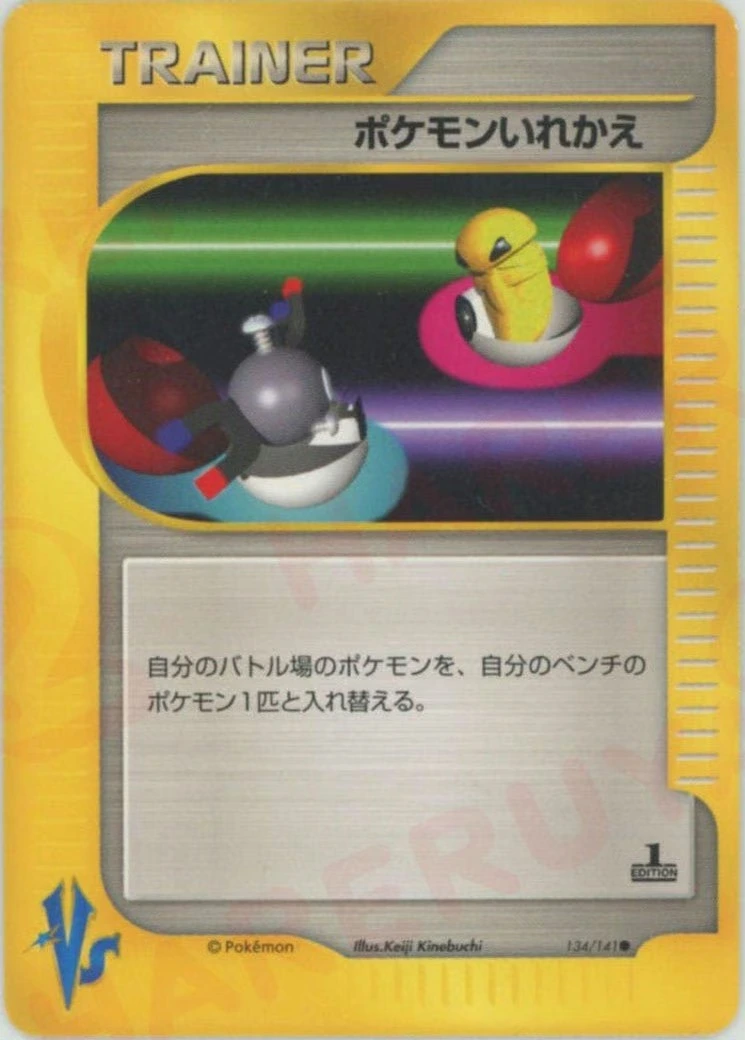 TRAINER
ポケモンいれかえ
自分のバトル場のポケモンを、自分のベンチの
ポケモン1匹と入れ替える。
1
EDITION
VS
© Pokémon
Illus.Keiji Kinebuchi
134/141●